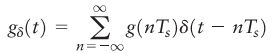 g_δ(t) = ∑_{n=−∞}^{∞} g(nT_s)δ(t − nT_s)